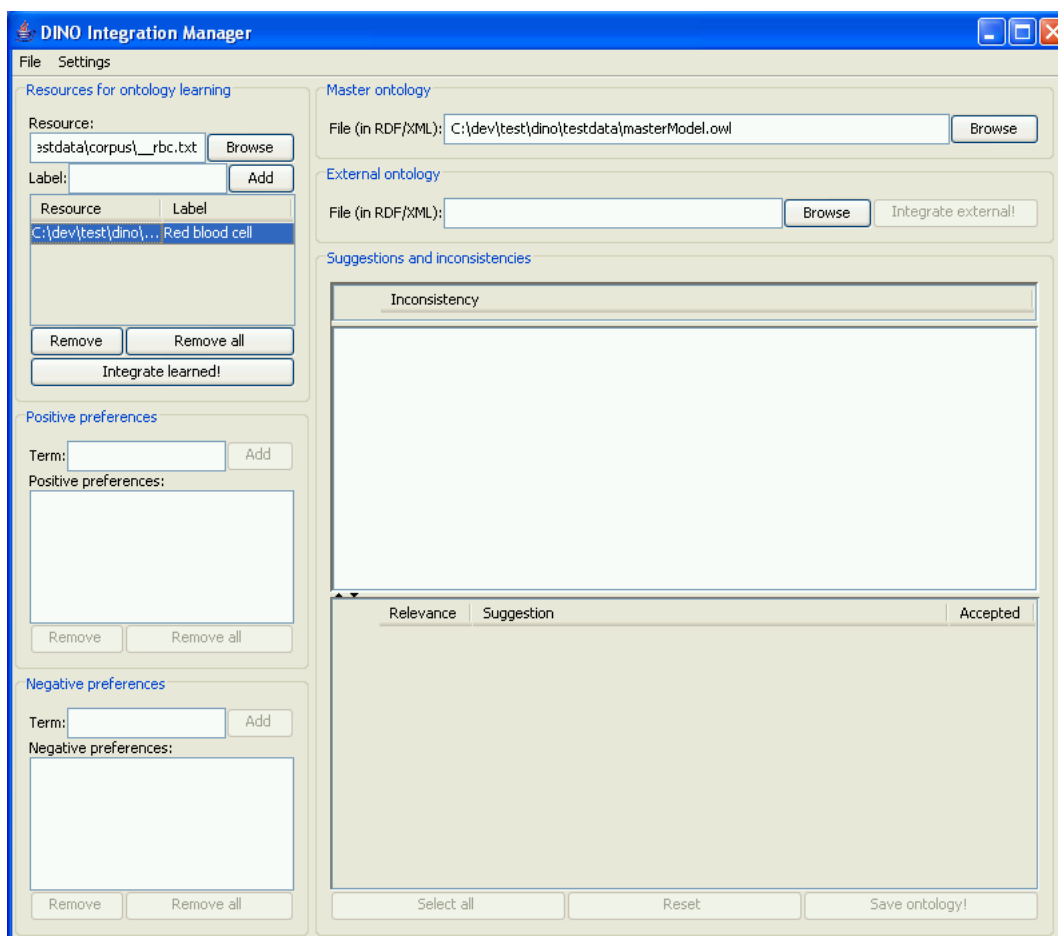 DINO Integration Manager
File Settings
Resources for ontology learning
Resource:
estdata\corpus\__rbc.txt Browse
Label: Add
Resource Label
C:\dev\test\dino\... Red blood cell
Remove Remove all
Integrate learned!
Positive preferences
Term: Add
Positive preferences:
Remove Remove all
Negative preferences
Term: Add
Negative preferences:
Remove Remove all
Master ontology
File (in RDF/XML): C:\dev\test\dino\testdata\masterModel.owl Browse
External ontology
File (in RDF/XML): Browse Integrate external!
Suggestions and inconsistencies
Inconsistency
Relevance Suggestion Accepted
Select all Reset Save ontology!